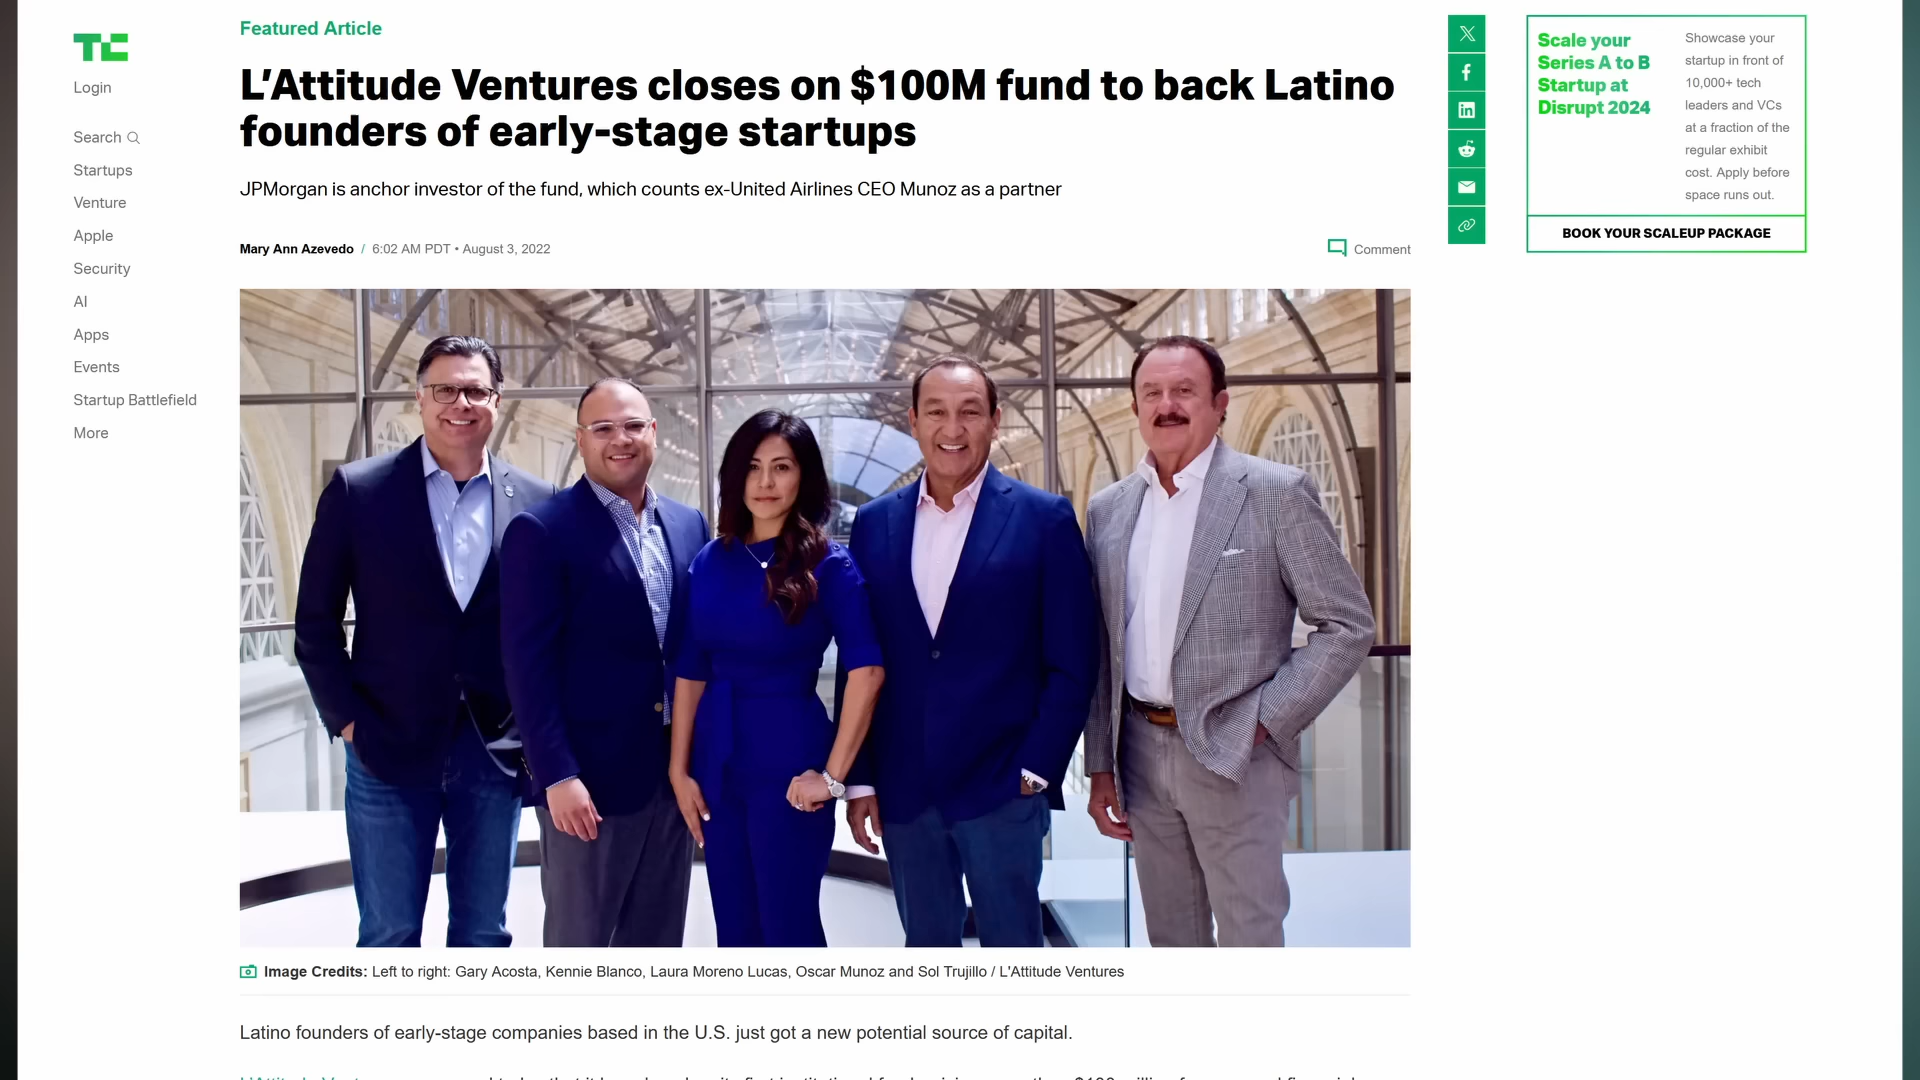 TC
Login
Search
Startups
Venture
Apple
Security
AI
Apps
Events
Startup Battlefield
More
Featured Article
L’Attitude Ventures closes on $100M fund to back Latino
founders of early-stage startups
JPMorgan is anchor investor of the fund, which counts ex-United Airlines CEO Munoz as a partner
Mary Ann Azevedo / 6:02 AM PDT • August 3, 2022
Comment
Image Credits: Left to right: Gary Acosta, Kennie Blanco, Laura Moreno Lucas, Oscar Munoz and Sol Trujillo / L'Attitude Ventures
Latino founders of early-stage companies based in the U.S. just got a new potential source of capital.
Scale your
Series A to B
Startup at
Disrupt 2024
Showcase your
startup in front of
10,000+ tech
leaders and VCs
at a fraction of the
regular exhibit
cost. Apply before
space runs out.
BOOK YOUR SCALEUP PACKAGE